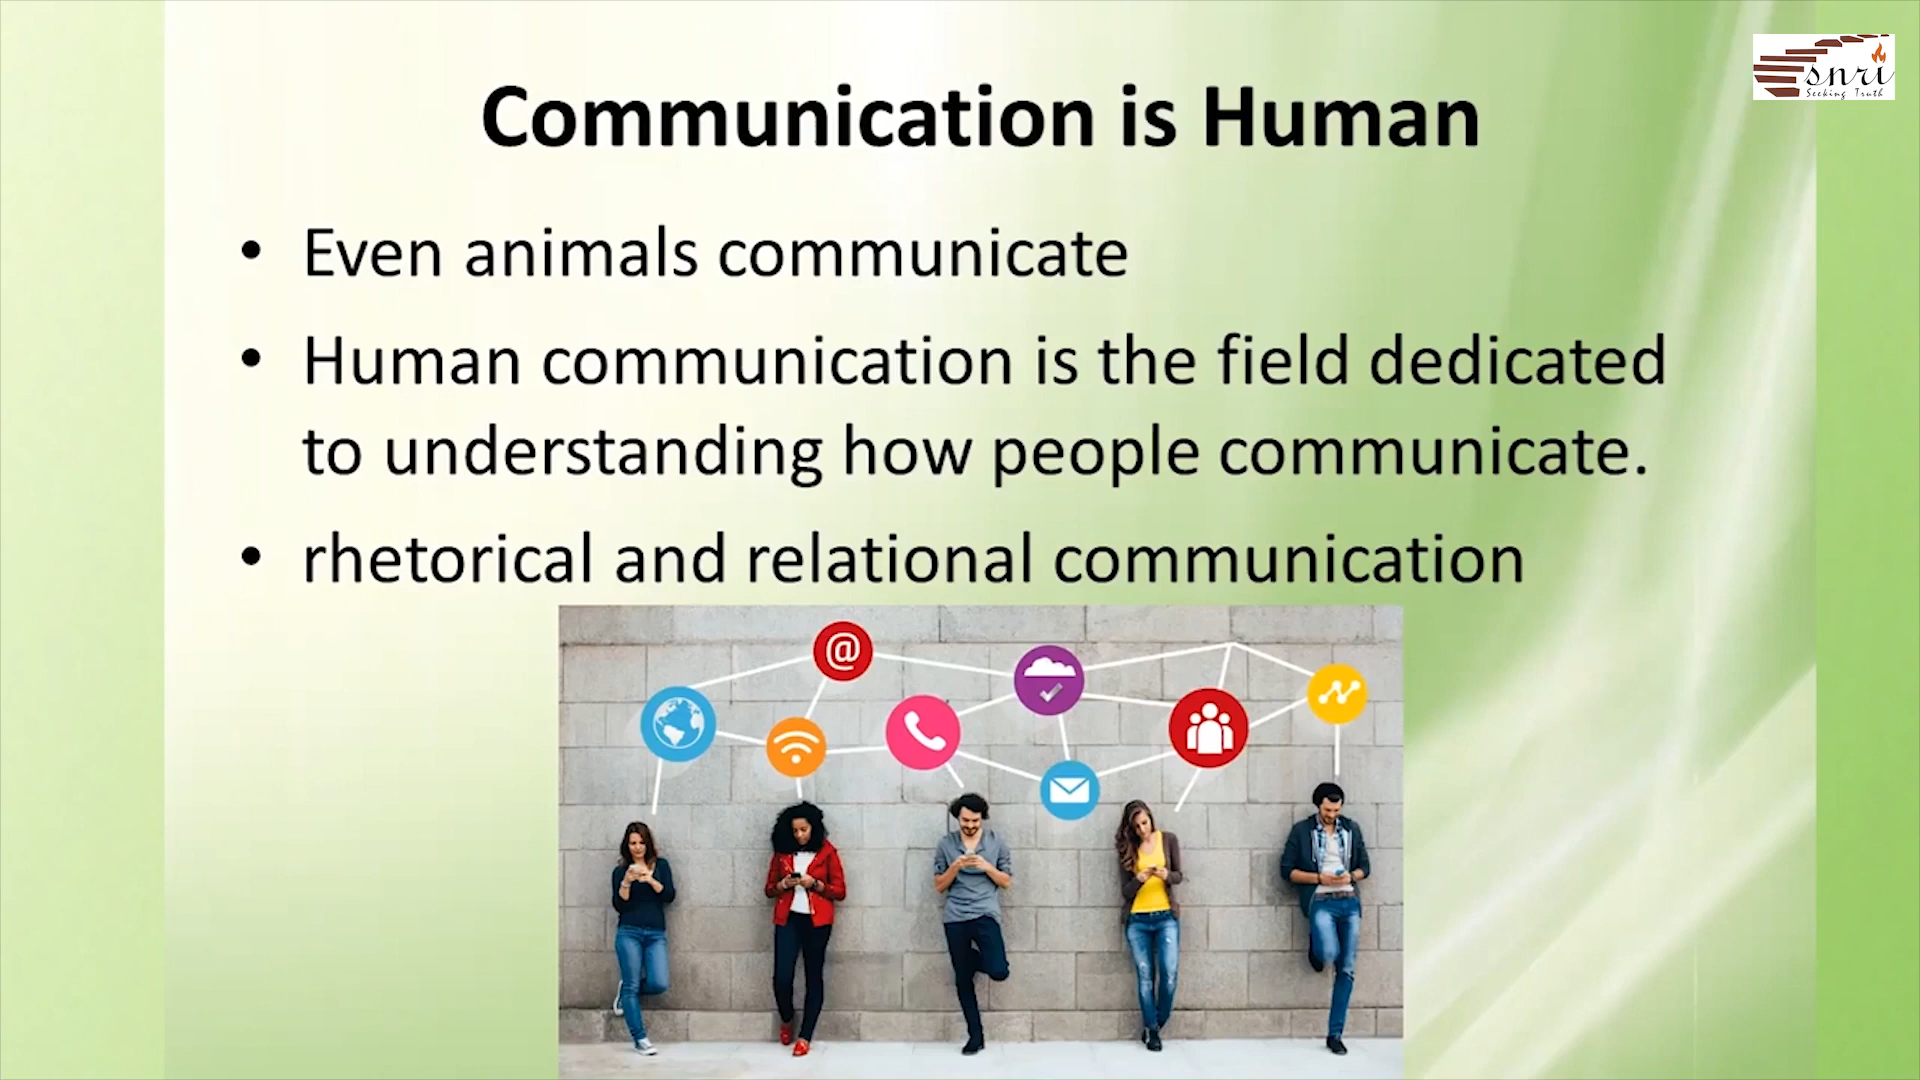 snri
Seeking Truth
Communication is Human
• Even animals communicate
• Human communication is the field dedicated
to understanding how people communicate.
• rhetorical and relational communication
@